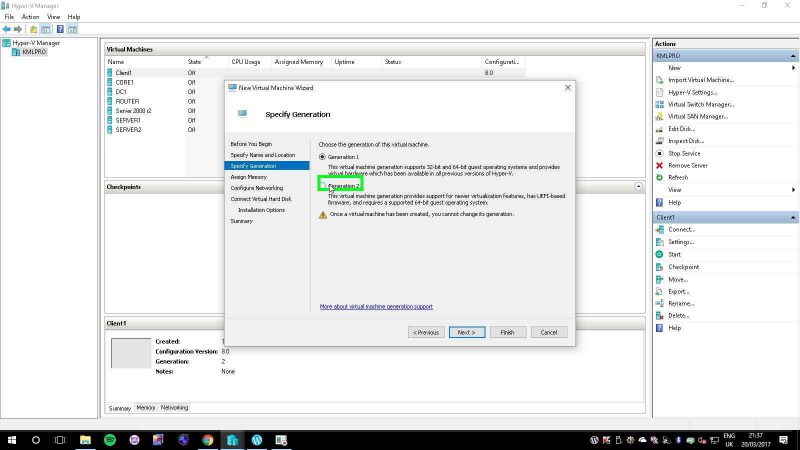 Hyper-V Manager
File Action View Help
Hyper-V Manager
KMLPRO
Virtual Machines
Name State CPU Usage Assigned Memory Uptime Status Configurati...
Client1 Off 8.0
CORE1 Off
DC1 Off
ROUTER Off
Server 2008 r2 Off
SERVER1 Off
SERVER2 Off
Checkpoints
Client1
Created: 1
Configuration Version: 8.0
Generation: 2
Notes: None
Summary Memory Networking
New Virtual Machine Wizard
Specify Generation
Before You Begin
Specify Name and Location
Specify Generation
Assign Memory
Configure Networking
Connect Virtual Hard Disk
Installation Options
Summary
Choose the generation of this virtual machine.
Generation 1
This virtual machine generation supports 32-bit and 64-bit guest operating systems and provides
virtual hardware which has been available in all previous versions of Hyper-V.
Generation 2
This virtual machine generation provides support for newer virtualization features, has UEFI-based
firmware, and requires a supported 64-bit guest operating system.
Once a virtual machine has been created, you cannot change its generation.
More about virtual machine generation support
< Previous Next > Finish Cancel
Actions
KMLPRO
New
Import Virtual Machine...
Hyper-V Settings...
Virtual Switch Manager...
Virtual SAN Manager...
Edit Disk...
Inspect Disk...
Stop Service
Remove Server
Refresh
View
Help
Client1
Connect...
Settings...
Start
Checkpoint
Move...
Export...
Rename...
Delete...
Help
ENG
UK
21:37
20/03/2017